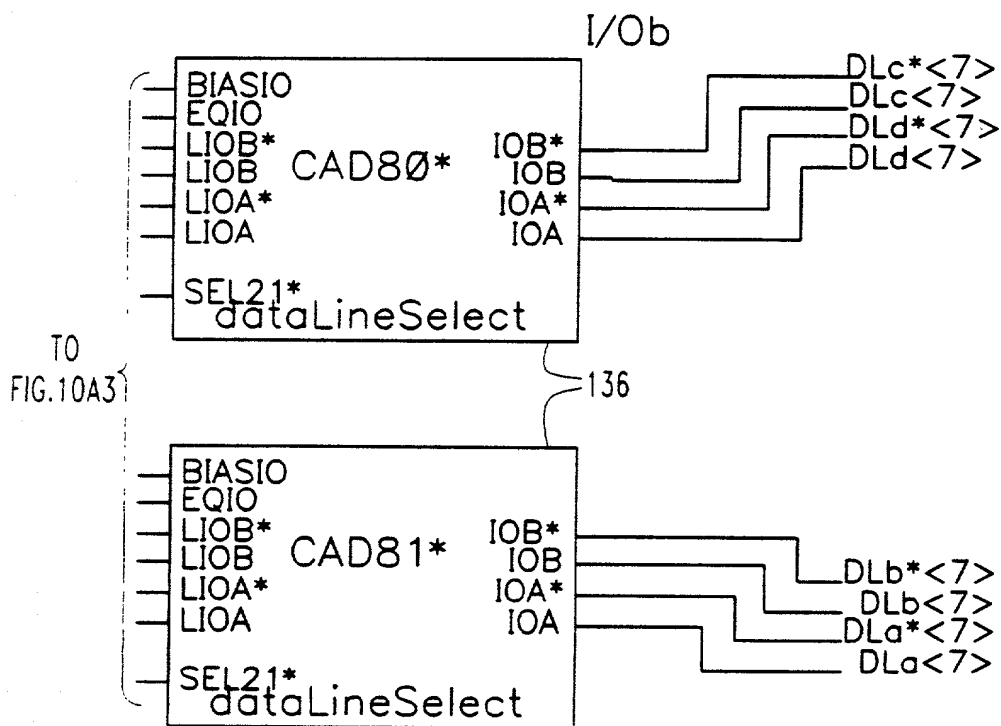 I/Ob
BIASIO
EQIO
LIOB*
LIOB
LIOA*
LIOA
SEL21*
CAD80*
dataLineSelect
IOB*
IOB
IOA*
IOA
DLc*<7>
DLc<7>
DLd*<7>
DLd<7>
TO
FIG.10A3
136
BIASIO
EQIO
LIOB*
LIOB
LIOA*
LIOA
SEL21*
CAD81*
dataLineSelect
IOB*
IOB
IOA*
IOA
DLb*<7>
DLb<7>
DLa*<7>
DLa<7>